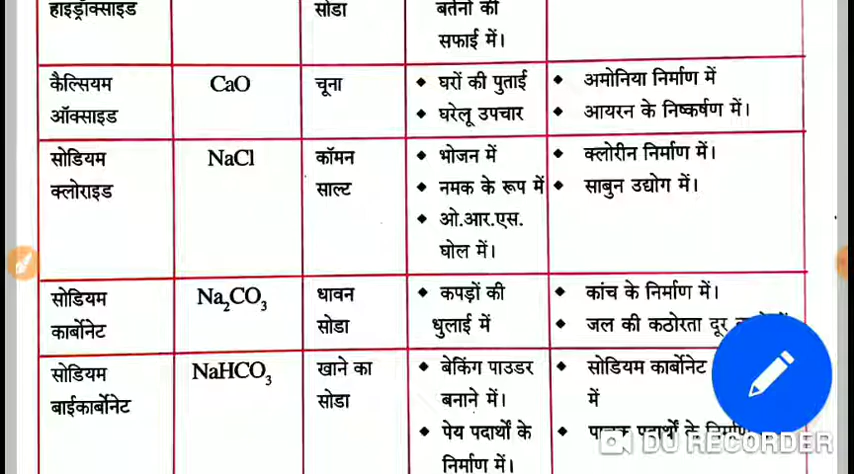 हाइड्रॉक्साइड सोडा बर्तनों की
सफाई में।
कैल्सियम CaO चूना ◆ घरों की पुताई ◆ अमोनिया निर्माण में
ऑक्साइड ◆ घरेलू उपचार ◆ आयरन के निष्कर्षण में।
सोडियम NaCl कॉमन ◆ भोजन में ◆ क्लोरीन निर्माण में।
क्लोराइड साल्ट ◆ नमक के रूप में ◆ साबुन उद्योग में।
◆ ओ.आर.एस.
घोल में।
सोडियम Na₂CO₃ धावन ◆ कपड़ों की ◆ कांच के निर्माण में।
कार्बोनेट सोडा धुलाई में ◆ जल की कठोरता दूर
सोडियम NaHCO₃ खाने का ◆ बेकिंग पाउडर ◆ सोडियम कार्बोनेट
बाईकार्बोनेट सोडा बनाने में। में
◆ पेय पदार्थों के ◆ पदार्थों के निर्माण
निर्माण में।
DU RECORDER